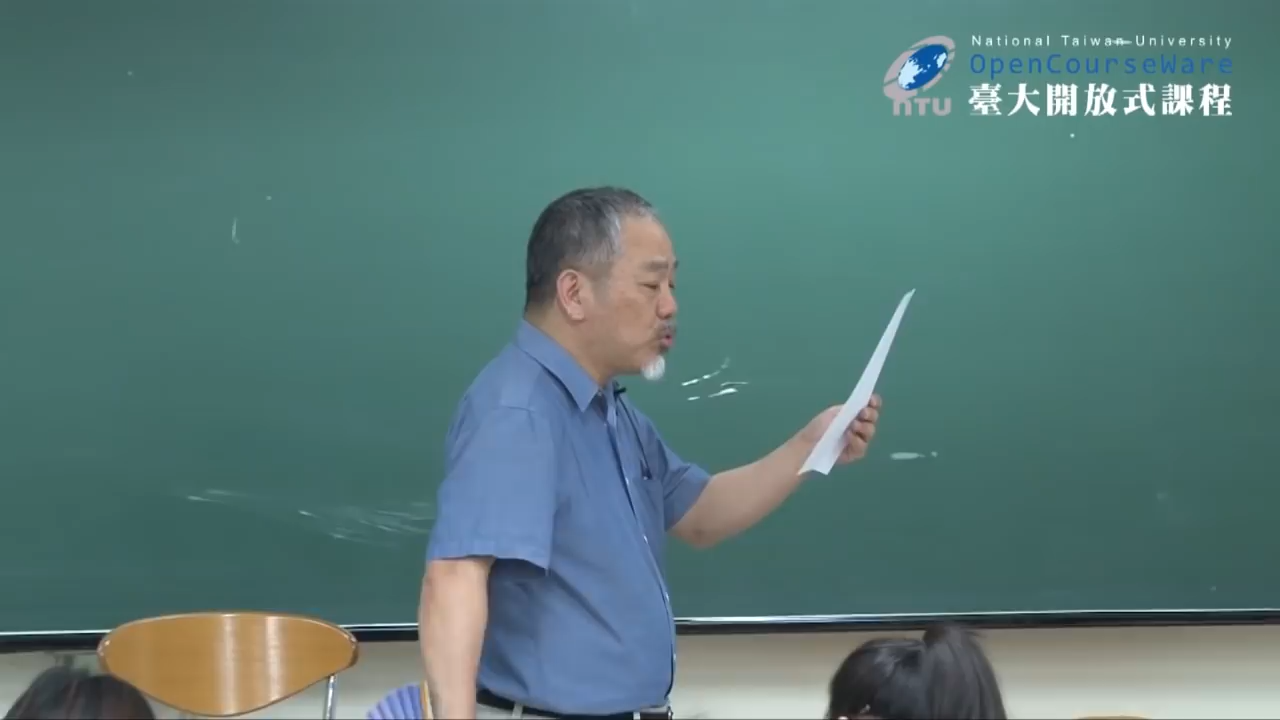 National Taiwan University
OpenCourseWare
臺大開放式課程
NTU